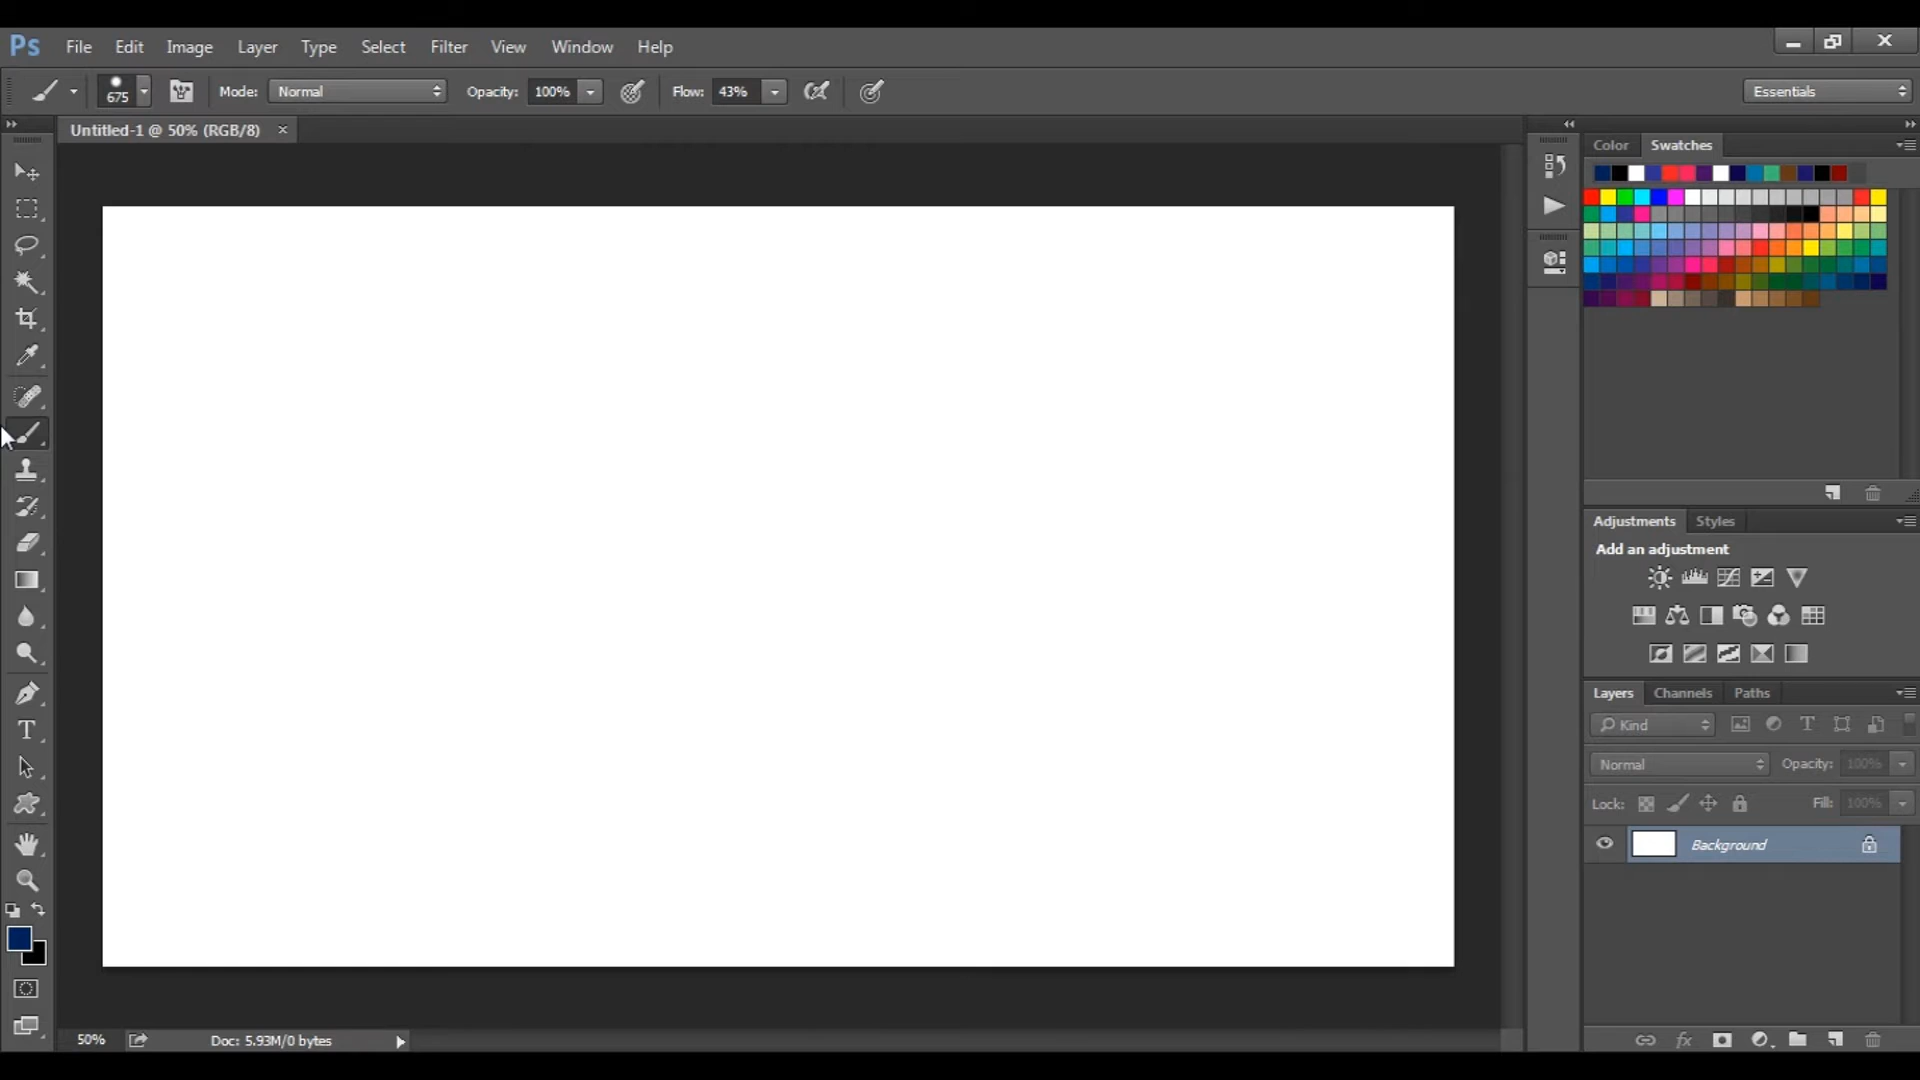 Ps File Edit Image Layer Type Select Filter View Window Help
675 Mode: Normal Opacity: 100% Flow: 43% Essentials
Untitled-1 @ 50% (RGB/8) ×
Color Swatches
Adjustments Styles
Add an adjustment
Layers Channels Paths
Kind
Normal Opacity: 100%
Lock: Fill: 100%
Background
50% Doc: 5.93M/0 bytes